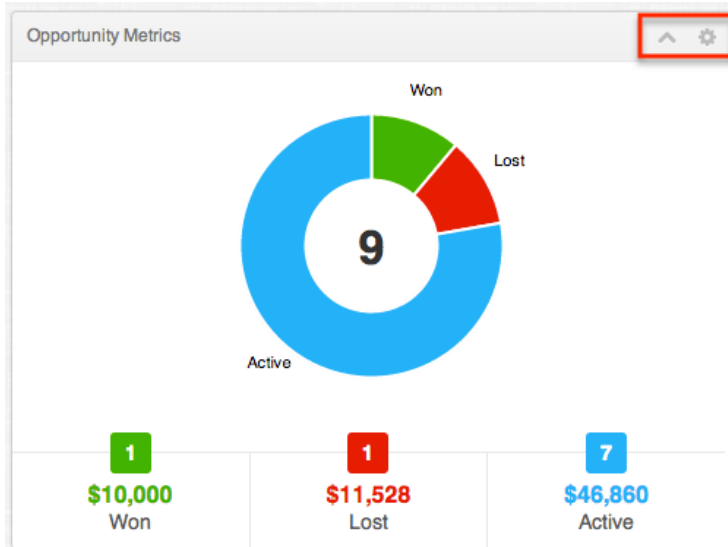 Opportunity Metrics
Won
Lost
9
Active
1 1 7
$10,000 $11,528 $46,860
Won Lost Active